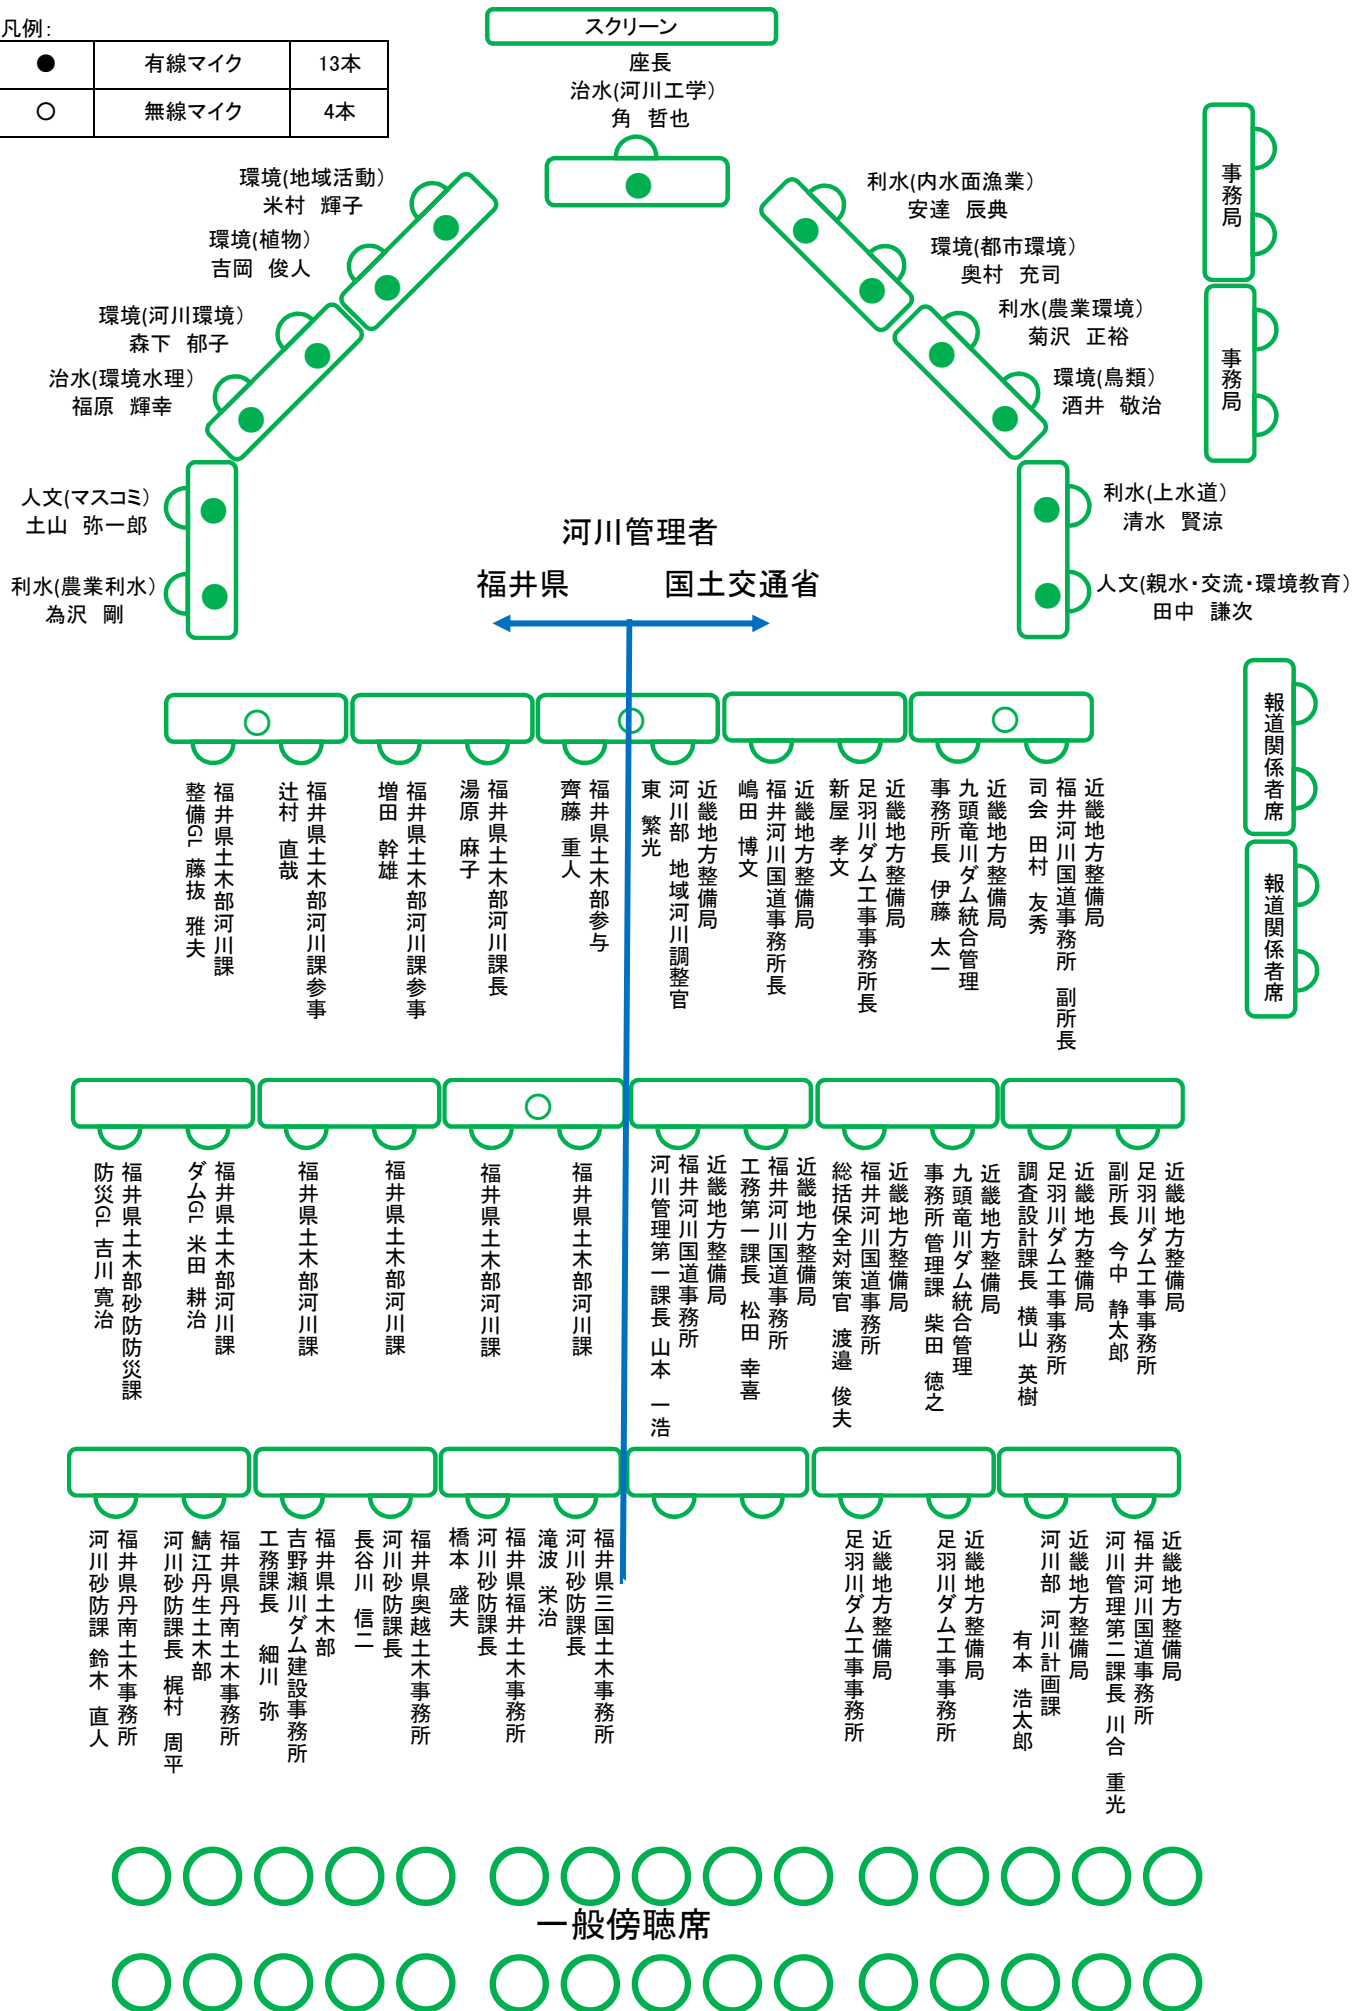 凡例:
● 有線マイク 13本
○ 無線マイク 4本
スクリーン
座長
治水(河川工学)
角 哲也
環境(地域活動)
米村 輝子
環境(植物)
吉岡 俊人
環境(河川環境)
森下 郁子
治水(環境水理)
福原 輝幸
人文(マスコミ)
土山 弥一郎
利水(農業利水)
為沢 剛
利水(内水面漁業)
安達 辰典
環境(都市環境)
奥村 充司
利水(農業環境)
菊沢 正裕
環境(鳥類)
酒井 敬治
利水(上水道)
清水 賢涼
人文(親水・交流・環境教育)
田中 謙次
事務局
事務局
報道関係者席
報道関係者席
河川管理者
福井県 国土交通省
福井県土木部河川課
整備GL 藤抜 雅夫
福井県土木部河川課参事
辻村 直哉
福井県土木部河川課参事
増田 幹雄
福井県土木部河川課長
湯原 麻子
福井県土木部参与
齊藤 重人
近畿地方整備局
河川部 地域河川調整官
東 繁光
近畿地方整備局
福井河川国道事務所長
嶋田 博文
近畿地方整備局
足羽川ダム工事事務所長
新屋 孝文
近畿地方整備局
九頭竜川ダム統合管理
事務所長 伊藤 太一
近畿地方整備局
福井河川国道事務所 副所長
司会 田村 友秀
福井県土木部砂防防災課
防災GL 吉川 寛治
福井県土木部河川課
ダムGL 米田 耕治
福井県土木部河川課
福井県土木部河川課
福井県土木部河川課
福井県土木部河川課
近畿地方整備局
福井河川国道事務所
河川管理第一課長 山本 一浩
近畿地方整備局
福井河川国道事務所
工務第一課長 松田 幸喜
近畿地方整備局
福井河川国道事務所
総括保全対策官 渡邉 俊夫
近畿地方整備局
九頭竜川ダム統合管理
事務所 管理課 柴田 徳之
近畿地方整備局
足羽川ダム工事事務所
調査設計課長 横山 英樹
近畿地方整備局
足羽川ダム工事事務所
副所長 今中 静太郎
福井県丹南土木事務所
河川砂防課 鈴木 直人
福井県丹南土木事務所
鯖江丹生土木部
河川砂防課長 梶村 周平
福井県土木部
吉野瀬川ダム建設事務所
工務課長 細川 弥
福井県奥越土木事務所
河川砂防課長
長谷川 信二
福井県福井土木事務所
河川砂防課長
橋本 盛夫
福井県三国土木事務所
河川砂防課長
滝波 栄治
近畿地方整備局
足羽川ダム工事事務所
近畿地方整備局
足羽川ダム工事事務所
近畿地方整備局
河川部 河川計画課
有本 浩太郎
近畿地方整備局
福井河川国道事務所
河川管理第二課長 川合 重光
一般傍聴席